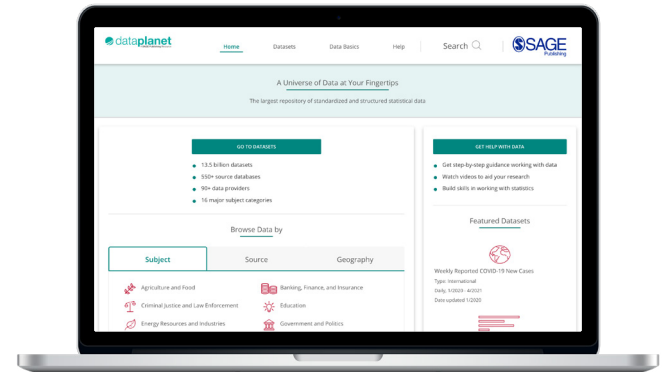 dataplanet
Home
Datasets
Data Basics
Help
Search
SAGE
Publishing
A Universe of Data at Your Fingertips
The largest repository of standardized and structured statistical data
GO TO DATASETS
13.5 billion datasets
550+ source databases
90+ data providers
16 major subject categories
Browse Data by
Subject
Source
Geography
Agriculture and Food
Banking, Finance, and Insurance
Criminal Justice and Law Enforcement
Education
Energy Resources and Industries
Government and Politics
GET HELP WITH DATA
Get step-by-step guidance working with data
Watch videos to aid your research
Build skills in working with statistics
Featured Datasets
Weekly Reported COVID-19 New Cases
Type: International
Daily, 1/2020 - 4/2021
Date updated 1/2020